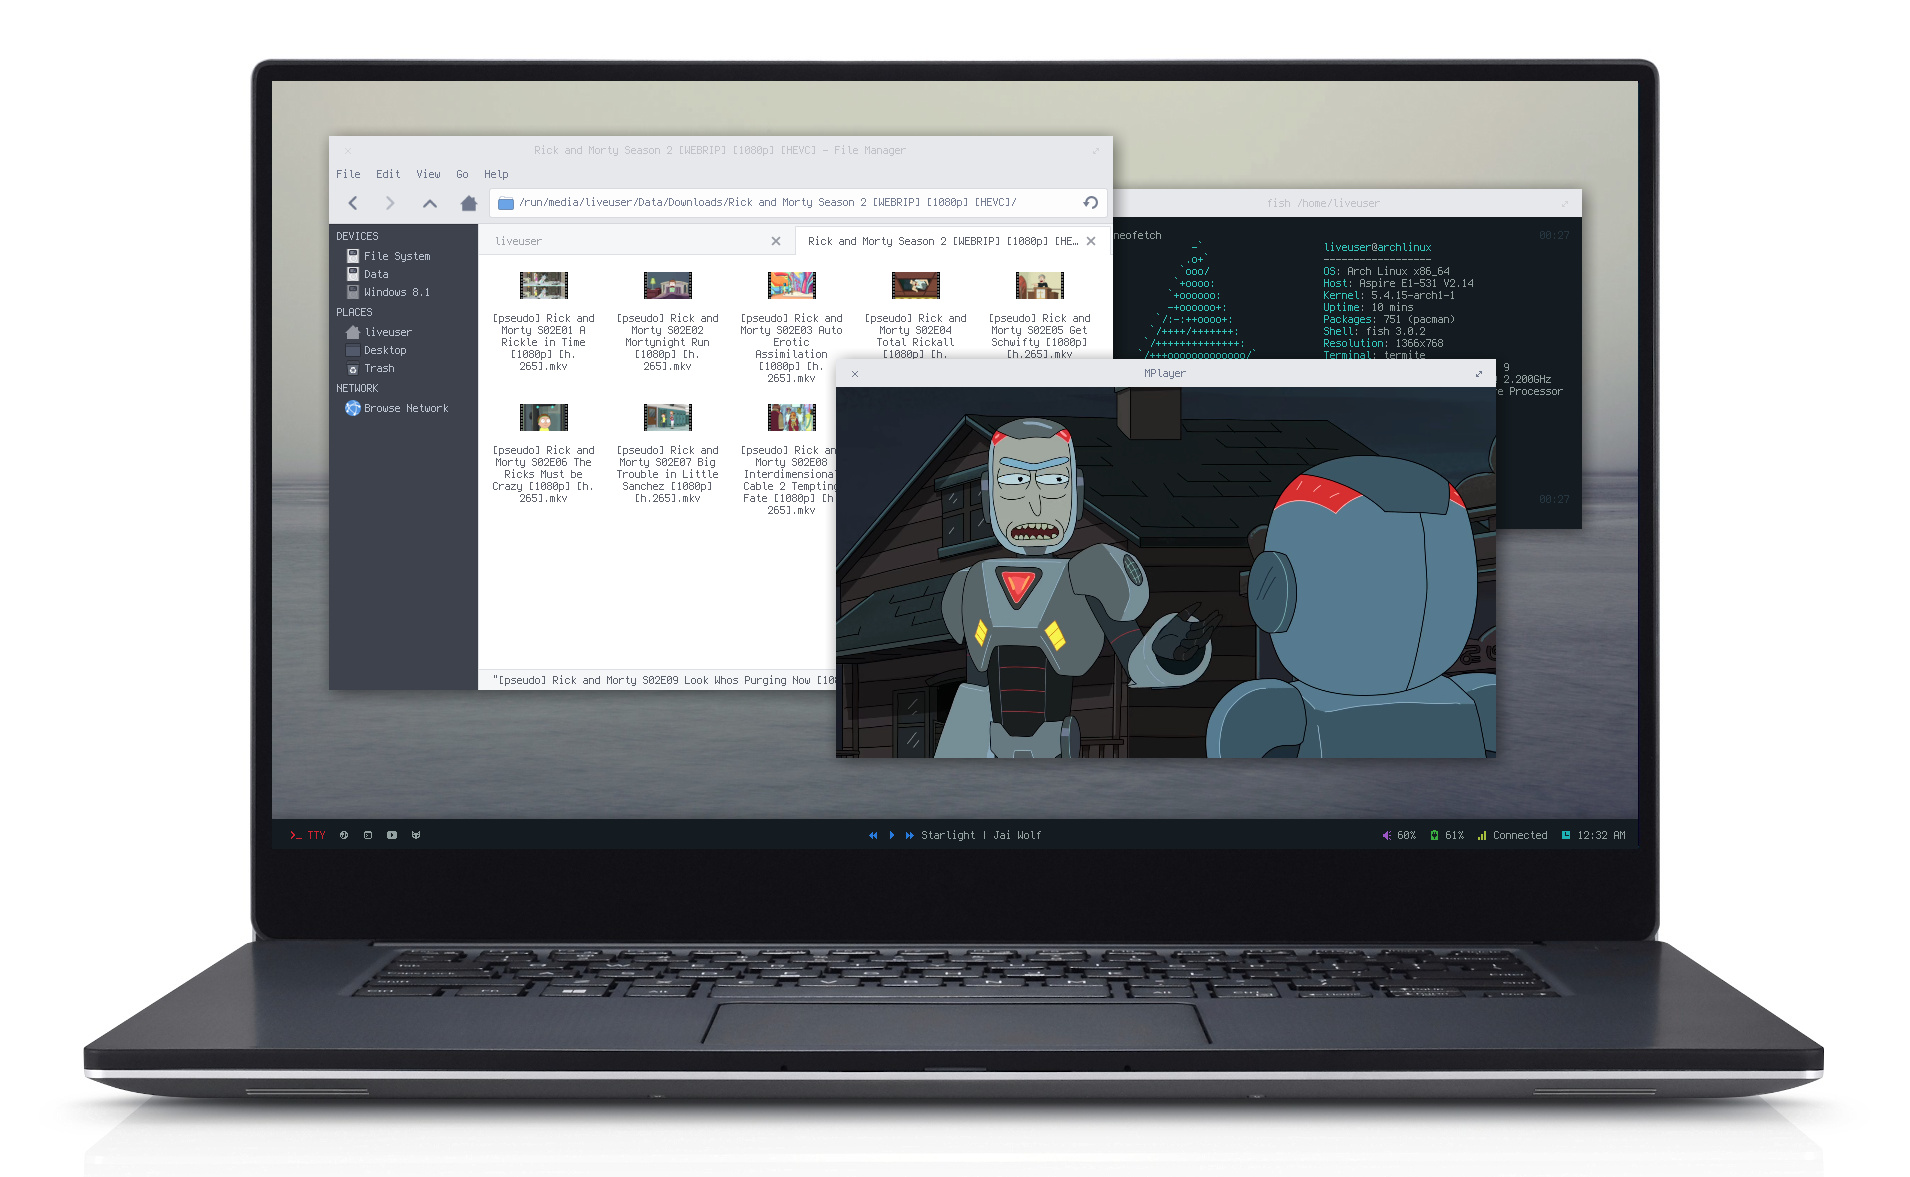 Rick and Morty Season 2 [WEBRIP] [1080p] [HEVC] - File Manager
File Edit View Go Help
/run/media/liveuser/Data/Downloads/Rick and Morty Season 2 [WEBRIP] [1080p] [HEVC]/
DEVICES
File System
Data
Windows 8.1
PLACES
liveuser
Desktop
Trash
NETWORK
Browse Network
liveuser
Rick and Morty Season 2 [WEBRIP] [1080p] [HE…
[pseudo] Rick and
Morty S02E01 A
Rickle in Time
[1080p] [h.
265].mkv
[pseudo] Rick and
Morty S02E02
Mortynight Run
[1080p] [h.
265].mkv
[pseudo] Rick and
Morty S02E03 Auto
Erotic
Assimilation
[1080p] [h.
265].mkv
[pseudo] Rick and
Morty S02E04
Total Rickall
[1080p] [h.
[pseudo] Rick and
Morty S02E05 Get
Schwifty [1080p]
[h.265].mkv
[pseudo] Rick and
Morty S02E06 The
Ricks Must be
Crazy [1080p] [h.
265].mkv
[pseudo] Rick and
Morty S02E07 Big
Trouble in Little
Sanchez [1080p]
[h.265].mkv
[pseudo] Rick an
Morty S02E08
Interdimensional
Cable 2 Tempting
Fate [1080p] [h
265].mkv
"[pseudo] Rick and Morty S02E09 Look Whos Purging Now [108
fish /home/liveuser
neofetch
00:27
liveuser@archlinux
------------------
OS: Arch Linux x86_64
Host: Aspire E1-531 V2.14
Kernel: 5.4.15-arch1-1
Uptime: 10 mins
Packages: 751 (pacman)
Shell: fish 3.0.2
Resolution: 1366x768
Terminal: termite
9
2.200GHz
e Processor
00:27
MPlayer
>_ TTY
Starlight | Jai Wolf
60%
61%
Connected
12:32 AM